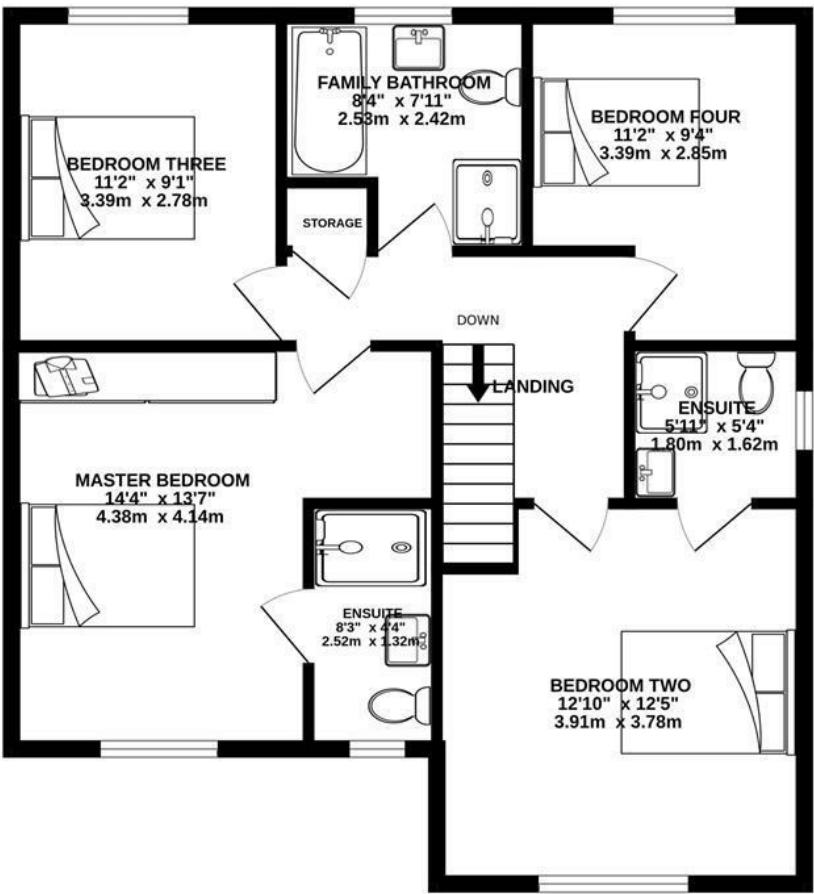 FAMILY BATHROOM
8'4" x 7'11"
2.53m x 2.42m
BEDROOM FOUR
11'2" x 9'4"
3.39m x 2.85m
BEDROOM THREE
11'2" x 9'1"
3.39m x 2.78m
STORAGE
DOWN
LANDING
ENSUITE
5'11" x 5'4"
1.80m x 1.62m
MASTER BEDROOM
14'4" x 13'7"
4.38m x 4.14m
ENSUITE
8'3" x 4'4"
2.52m x 1.32m
BEDROOM TWO
12'10" x 12'5"
3.91m x 3.78m